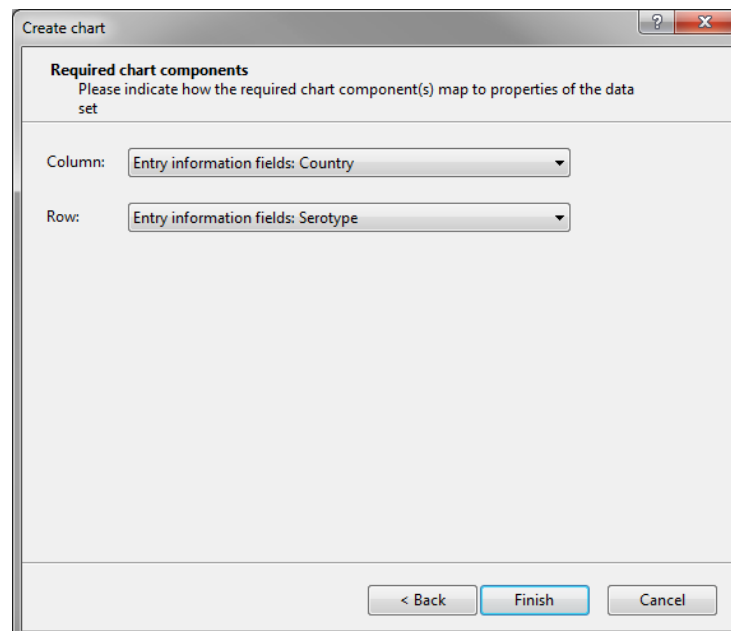 Create chart
Required chart components
Please indicate how the required chart component(s) map to properties of the data
set
Column: Entry information fields: Country
Row: Entry information fields: Serotype
< Back Finish Cancel